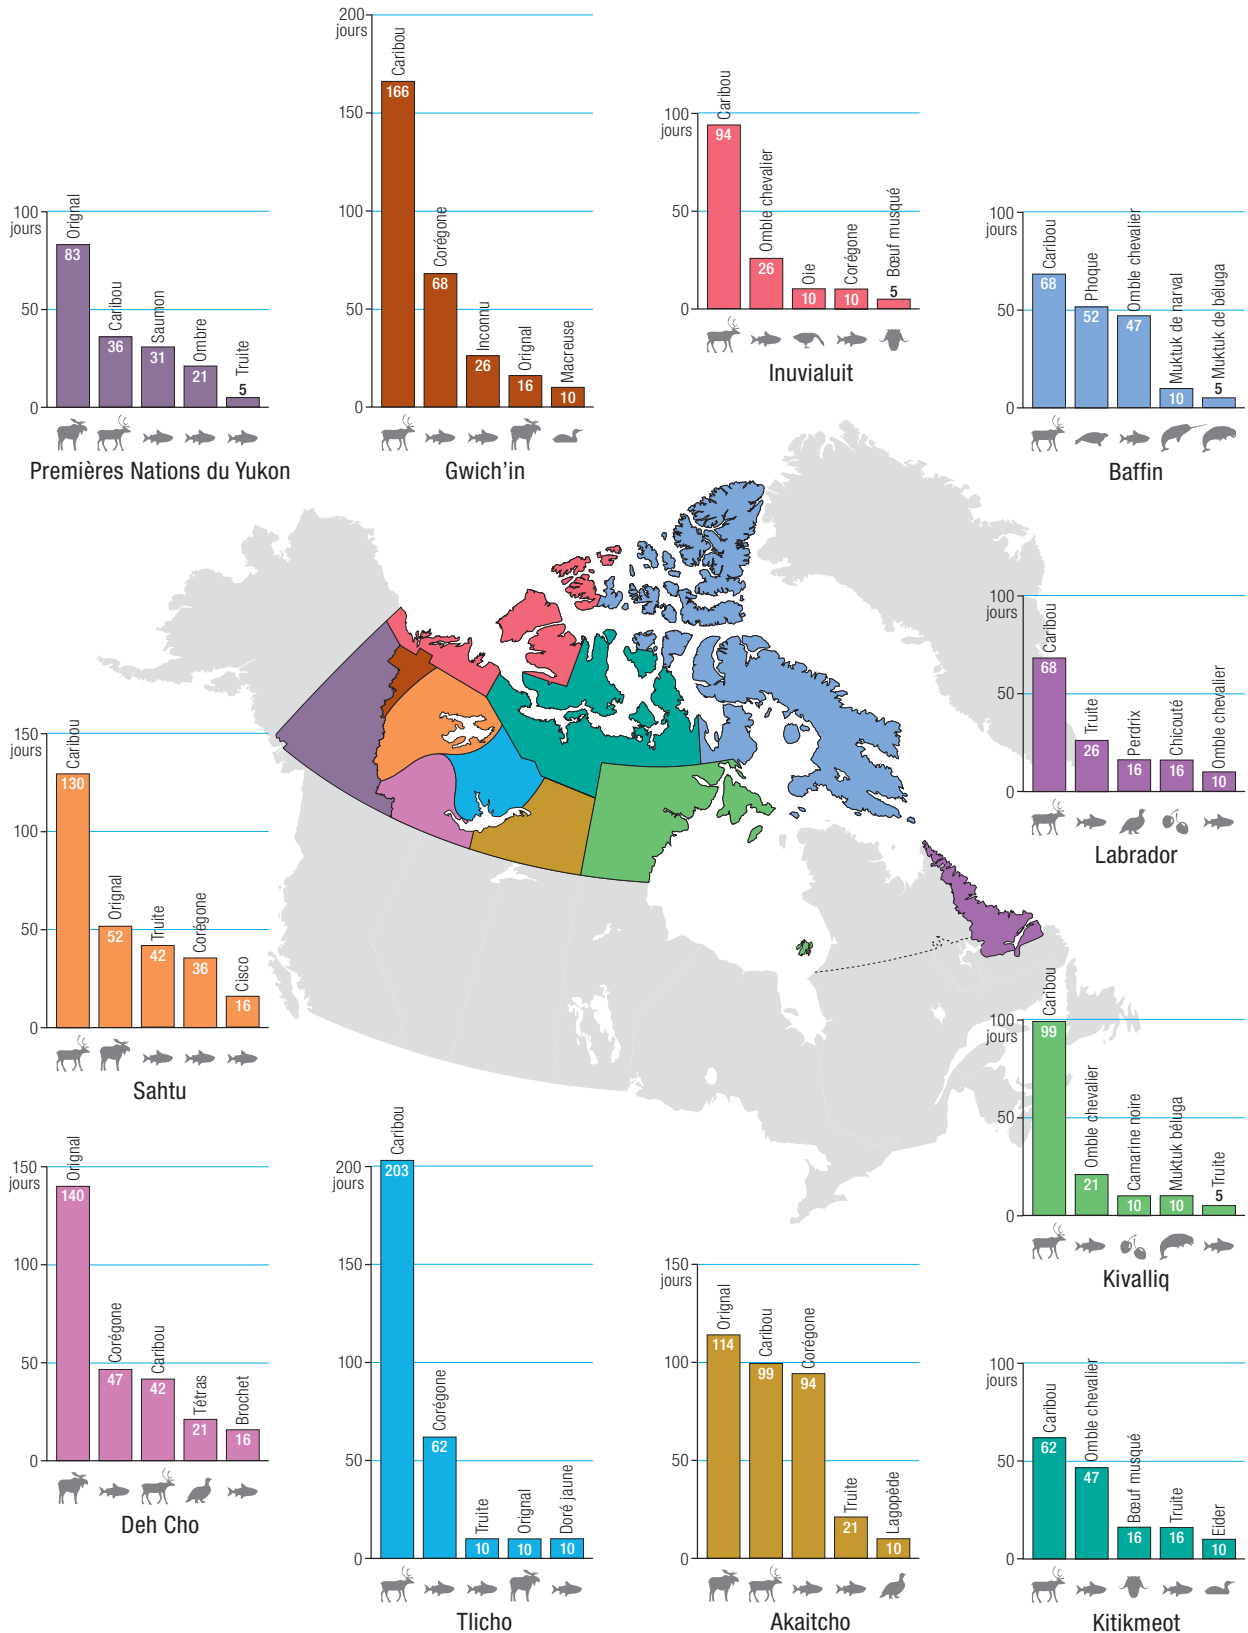 200
jours
150
100
50
0
Caribou
166
Corégone
68
Inconnu
26
Orignal
16
Macreuse
10
Gwich'in
100
jours
50
0
Caribou
94
Omble chevalier
26
Oie
10
Corégone
10
Bœuf musqué
5
Inuvialuit
100
jours
50
0
Orignal
83
Caribou
36
Saumon
31
Ombre
21
Truite
5
Premières Nations du Yukon
100
jours
50
0
Caribou
68
Phoque
52
Omble chevalier
47
Muktuk de narval
10
Muktuk de béluga
5
Baffin
100
jours
50
0
Caribou
68
Truite
26
Perdrix
16
Chicouté
16
Omble chevalier
10
Labrador
150
jours
100
50
0
Caribou
130
Orignal
52
Truite
42
Corégone
36
Cisco
16
Sahtu
100
jours
50
0
Caribou
99
Omble chevalier
21
Camarine noire
10
Muktuk béluga
10
Truite
5
Kivalliq
150
jours
100
50
0
Orignal
140
Corégone
47
Caribou
42
Tétras
21
Brochet
16
Deh Cho
200
jours
150
100
50
0
Caribou
203
Corégone
62
Truite
10
Orignal
10
Doré jaune
10
Tlicho
150
jours
100
50
0
Orignal
114
Caribou
99
Corégone
94
Truite
21
Lagopède
10
Akaitcho
100
jours
50
0
Caribou
62
Omble chevalier
47
Bœuf musqué
16
Truite
16
Eider
10
Kitikmeot